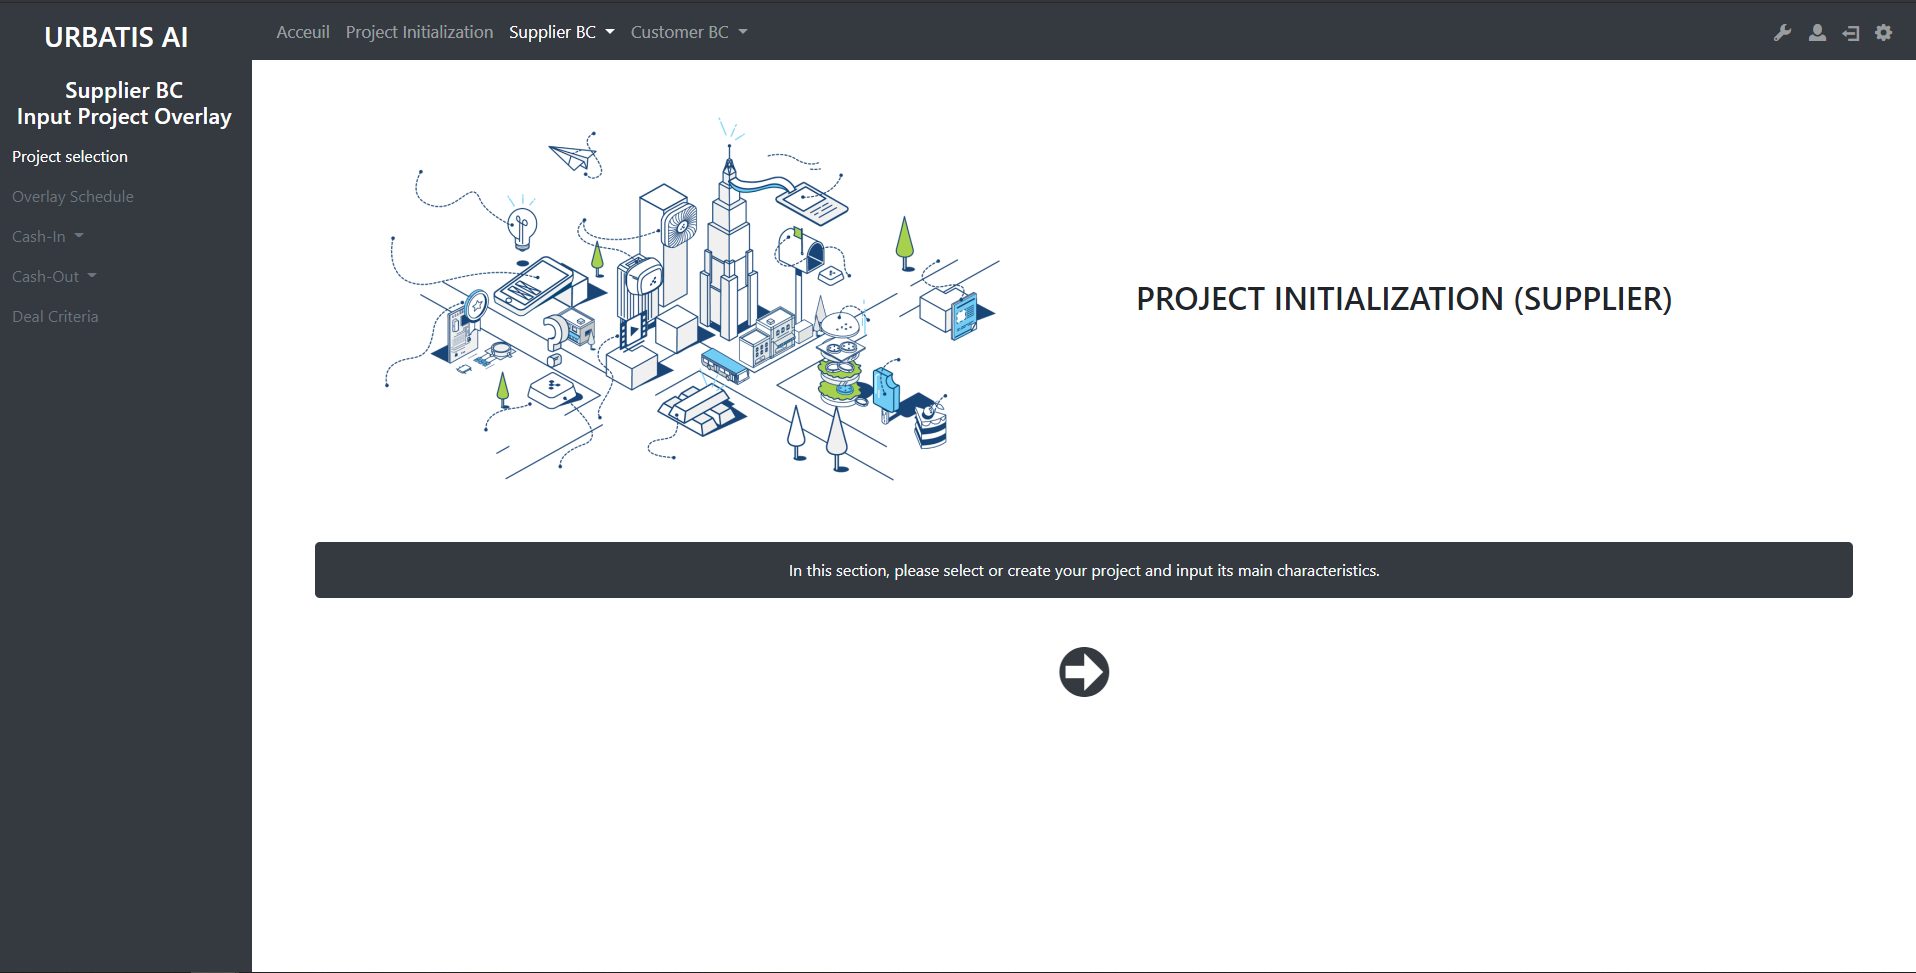 URBATIS AI
Acceuil
Project Initialization
Supplier BC
Customer BC
Supplier BC
Input Project Overlay
Project selection
Overlay Schedule
Cash-In
Cash-Out
Deal Criteria
PROJECT INITIALIZATION (SUPPLIER)
In this section, please select or create your project and input its main characteristics.